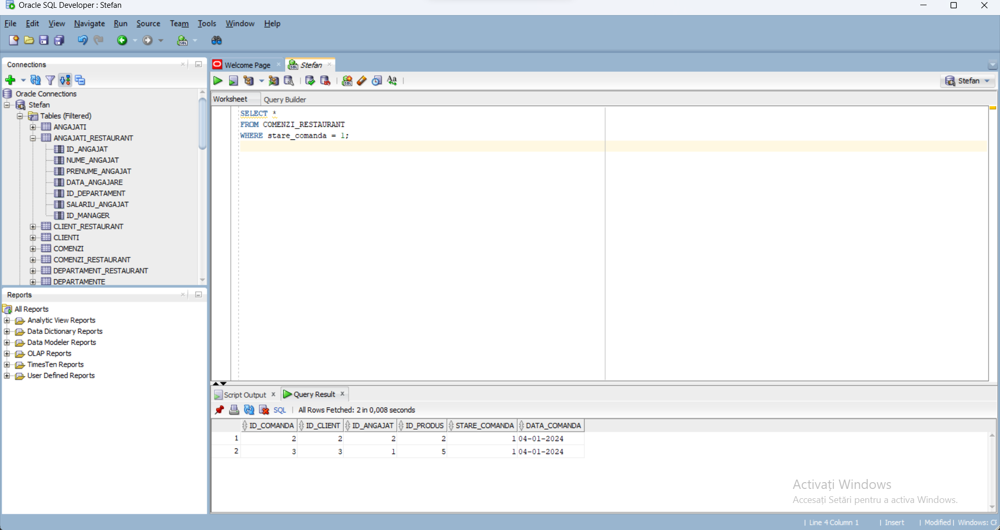 Oracle SQL Developer : Stefan
File Edit View Navigate Run Source Team Tools Window Help
Connections
Oracle Connections
Stefan
Tables (Filtered)
ANGAJATI
ANGAJATI_RESTAURANT
ID_ANGAJAT
NUME_ANGAJAT
PRENUME_ANGAJAT
DATA_ANGAJARE
ID_DEPARTAMENT
SALARIU_ANGAJAT
ID_MANAGER
CLIENT_RESTAURANT
CLIENTI
COMENZI
COMENZI_RESTAURANT
DEPARTAMENT_RESTAURANT
DEPARTAMENTE
Reports
All Reports
Analytic View Reports
Data Dictionary Reports
Data Modeler Reports
OLAP Reports
TimesTen Reports
User Defined Reports
Welcome Page Stefan
Stefan
Worksheet Query Builder
SELECT *
FROM COMENZI_RESTAURANT
WHERE stare_comanda = 1;
Script Output Query Result
SQL All Rows Fetched: 2 in 0,008 seconds
ID_COMANDA ID_CLIENT ID_ANGAJAT ID_PRODUS STARE_COMANDA DATA_COMANDA
1 2 2 2 2 1 04-01-2024
2 3 3 1 5 1 04-01-2024
Activați Windows
Accesați Setări pentru a activa Windows.
Line 4 Column 1 Insert Modified Windows: